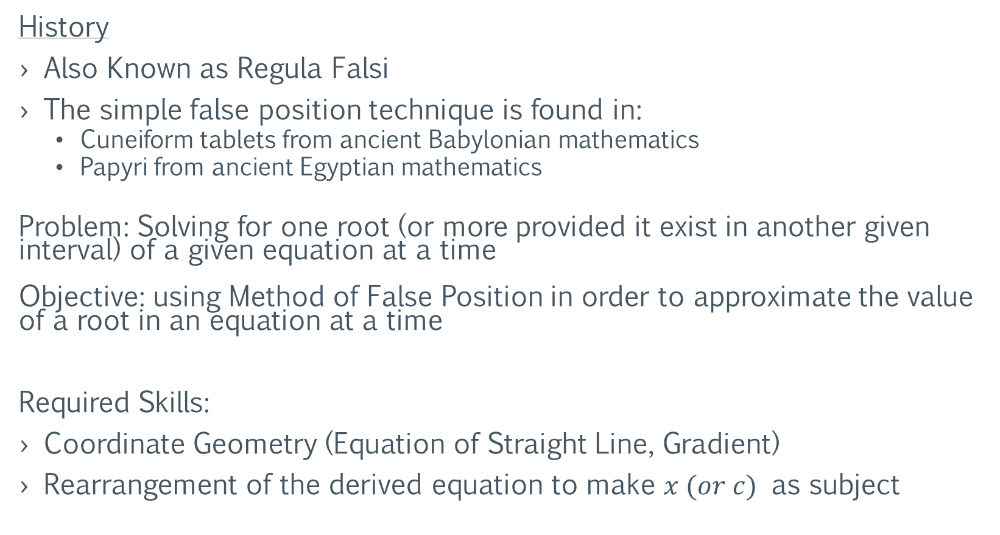 History
› Also Known as Regula Falsi
› The simple false position technique is found in:
• Cuneiform tablets from ancient Babylonian mathematics
• Papyri from ancient Egyptian mathematics
Problem: Solving for one root (or more provided it exist in another given
interval) of a given equation at a time
Objective: using Method of False Position in order to approximate the value
of a root in an equation at a time
Required Skills:
› Coordinate Geometry (Equation of Straight Line, Gradient)
› Rearrangement of the derived equation to make x (or c) as subject